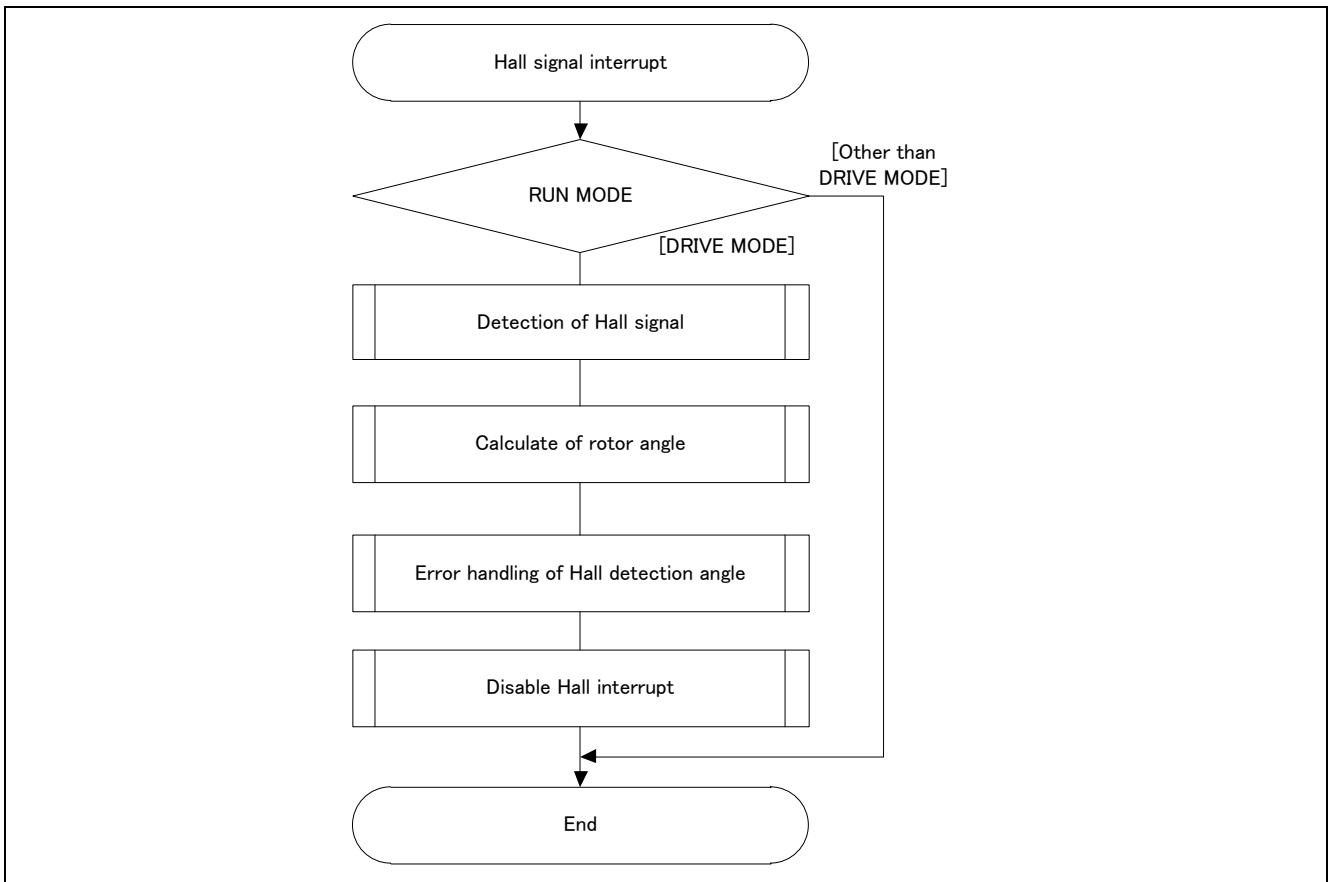 Hall signal interrupt
[Other than
DRIVE MODE]
RUN MODE
[DRIVE MODE]
Detection of Hall signal
Calculate of rotor angle
Error handling of Hall detection angle
Disable Hall interrupt
End